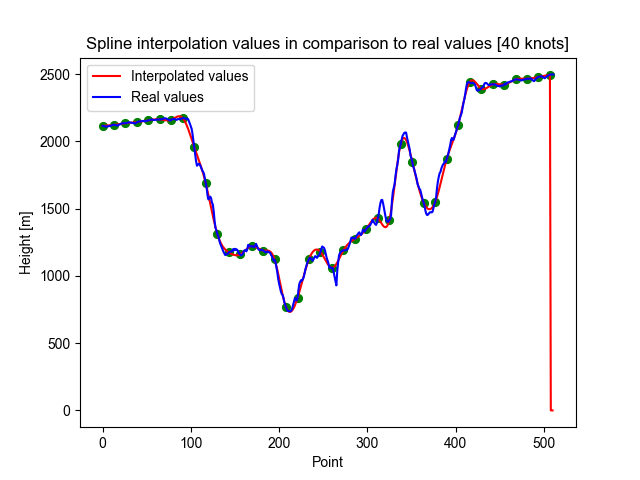 Spline interpolation values in comparison to real values [40 knots]
Interpolated values
Real values
Height [m]
2500
2000
1500
1000
500
0
0 100 200 300 400 500
Point